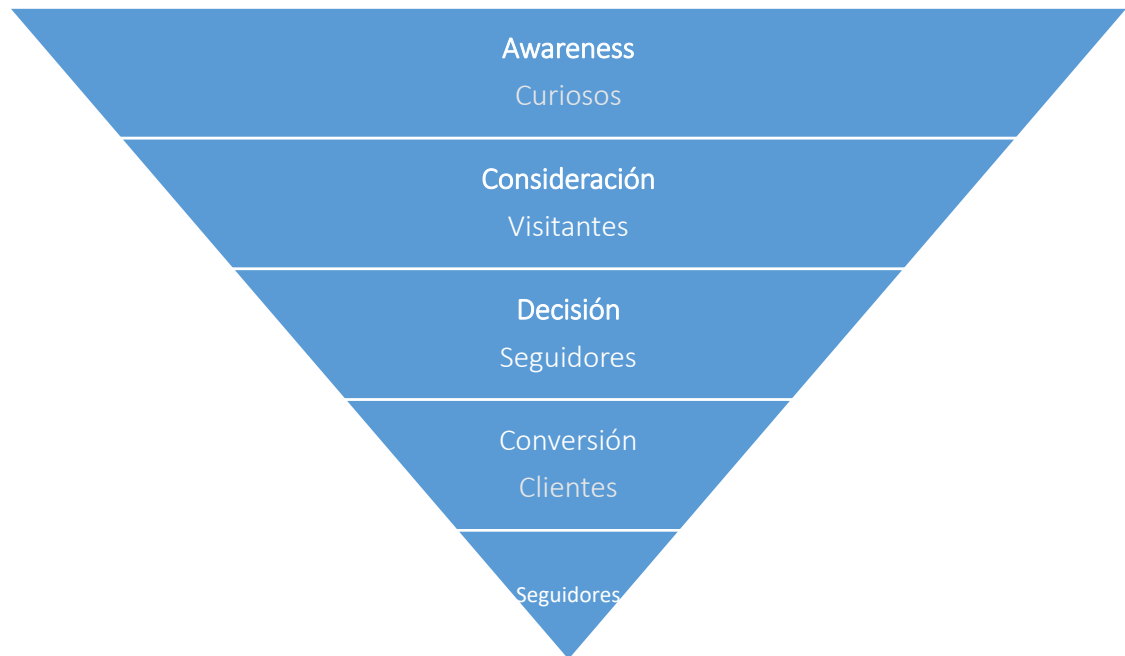 Awareness
Curiosos
Consideración
Visitantes
Decisión
Seguidores
Conversión
Clientes
Seguidores